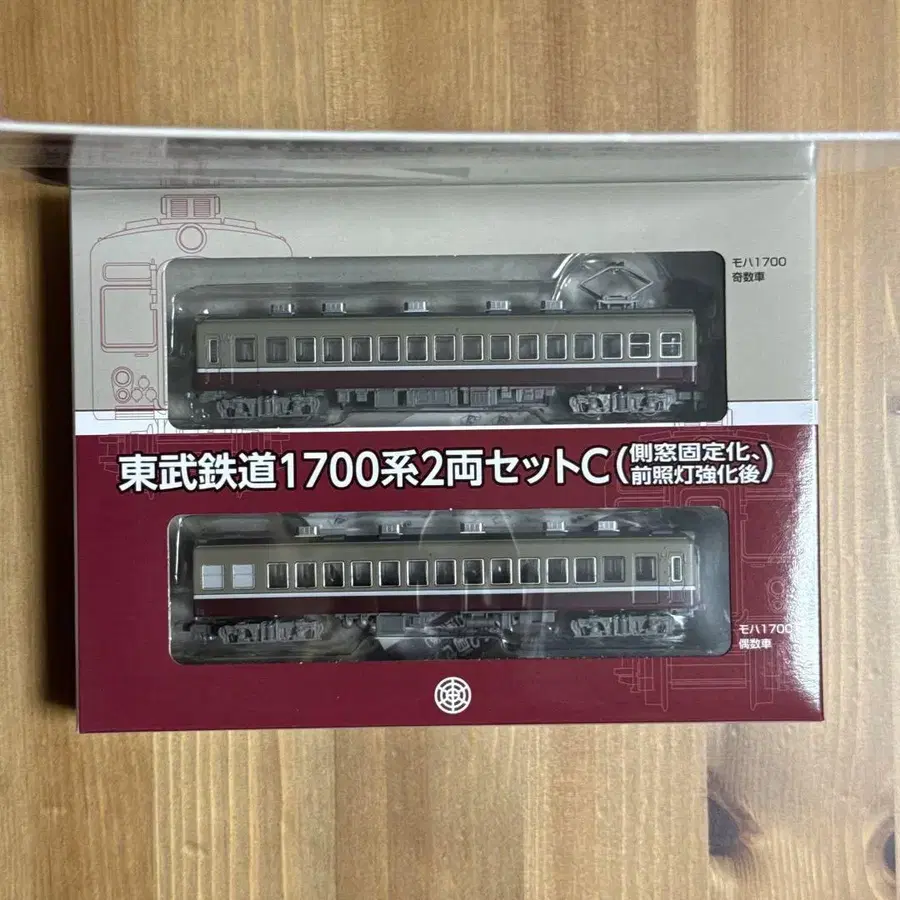 モハ1700
奇数車
東武鉄道1700系2両セットC(側窓固定化、
前照灯強化後)
モハ1700
偶数車